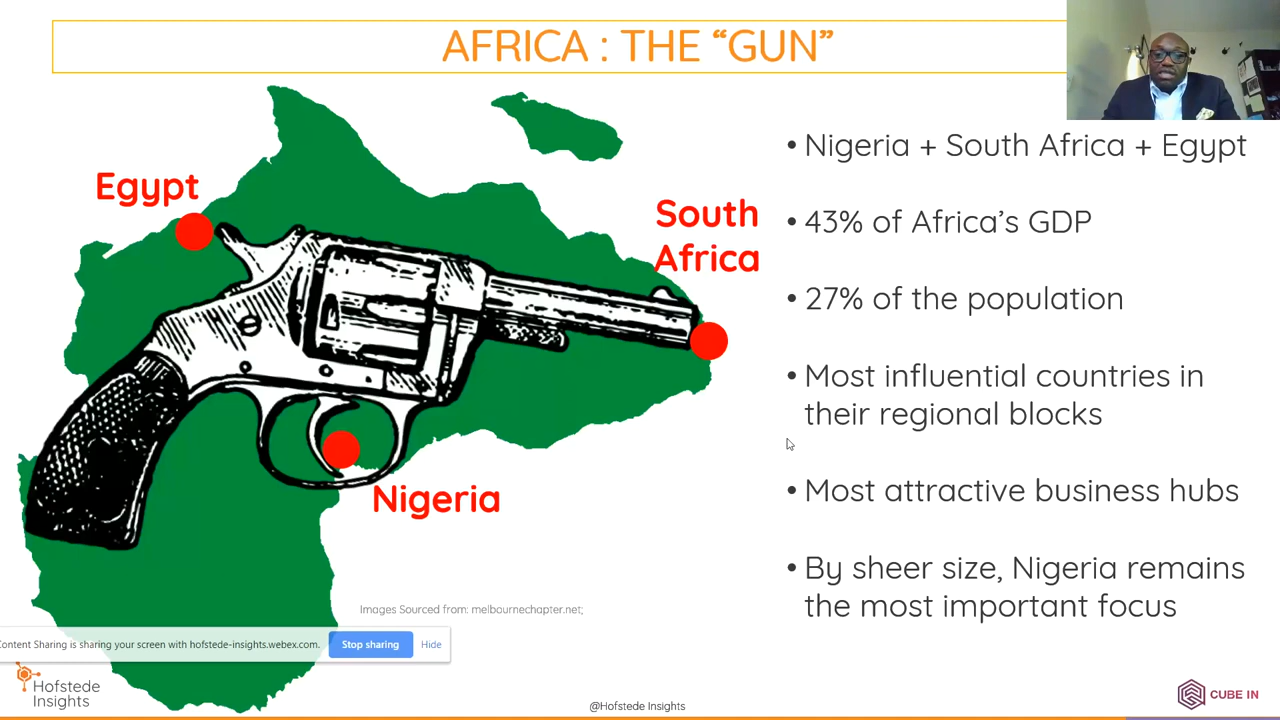 AFRICA : THE “GUN”
Egypt
South
Africa
Nigeria
• Nigeria + South Africa + Egypt
• 43% of Africa’s GDP
• 27% of the population
• Most influential countries in
their regional blocks
• Most attractive business hubs
• By sheer size, Nigeria remains
the most important focus
Images Sourced from: melbournechapter.net;
Content Sharing is sharing your screen with hofstede-insights.webex.com.
Stop sharing
Hide
Hofstede
Insights
@Hofstede Insights
CUBE IN